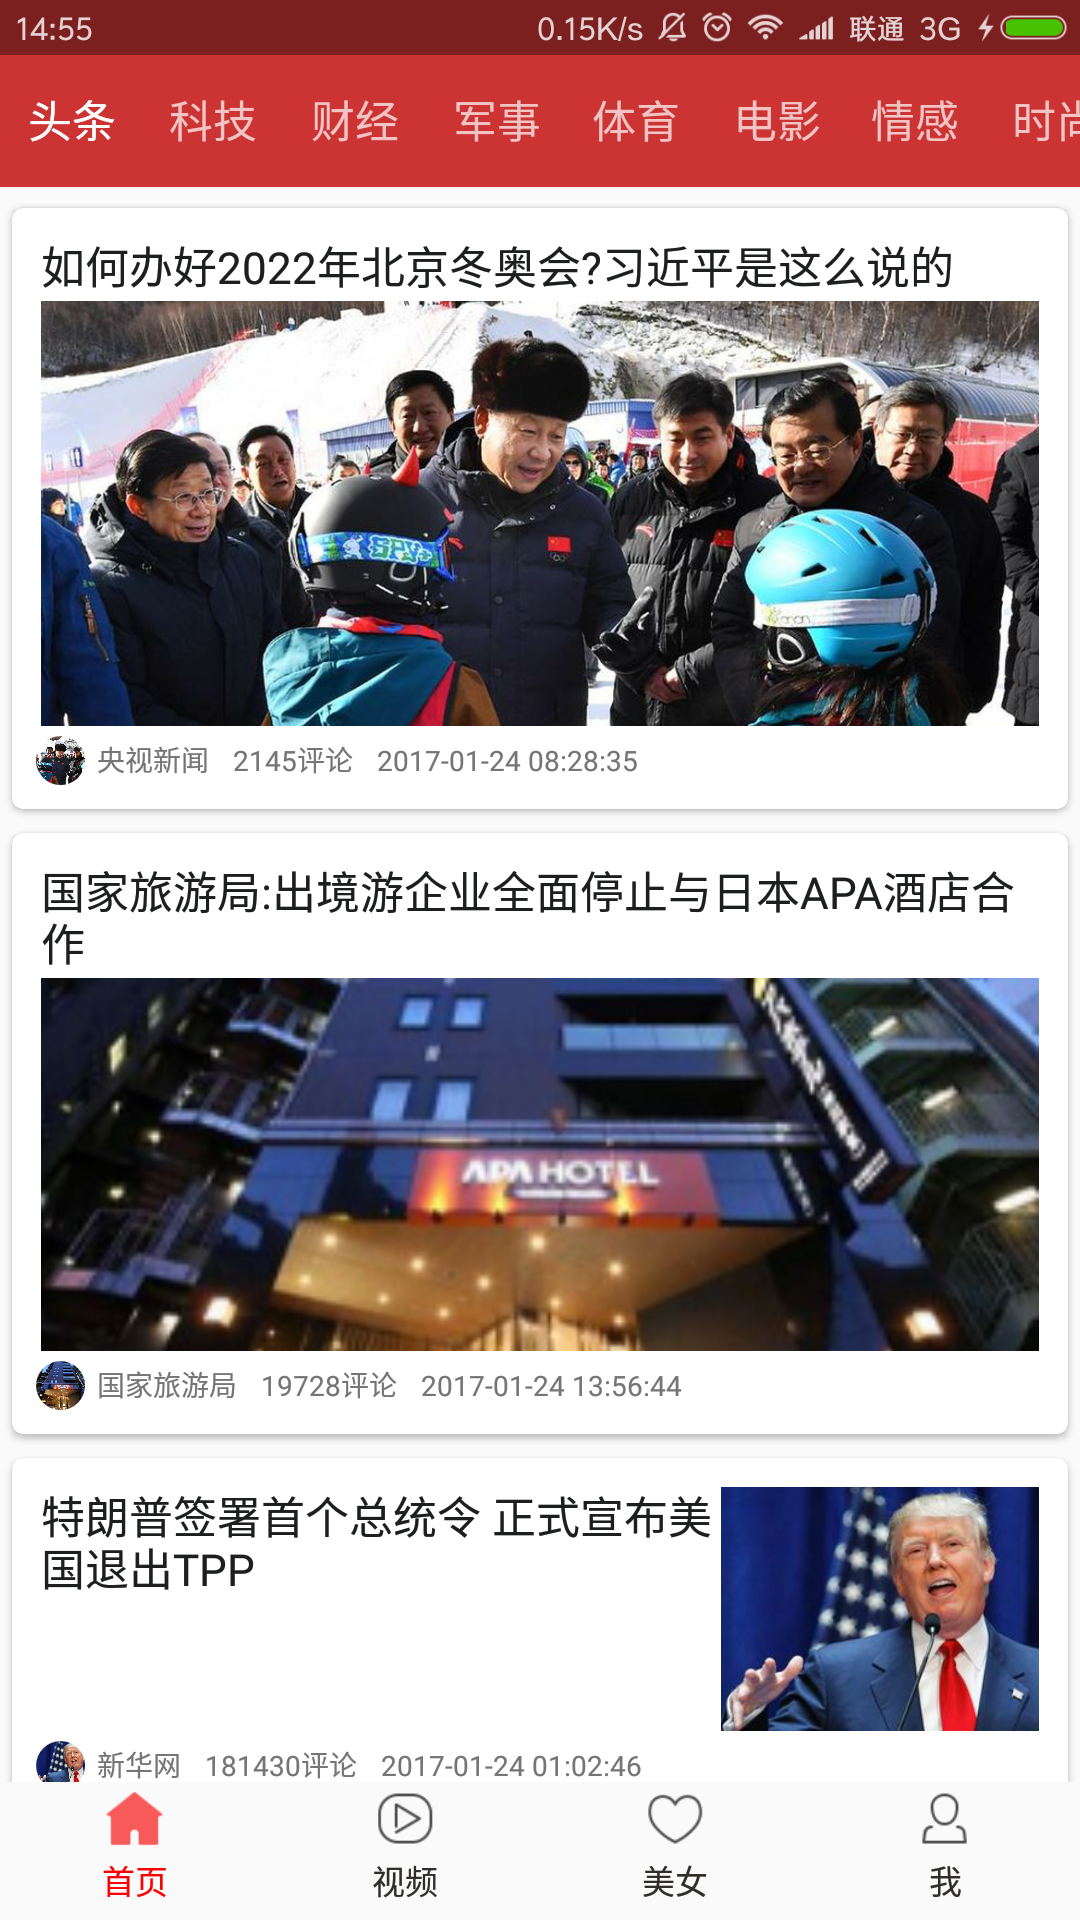 14:55 0.15K/s 联通 3G
头条 科技 财经 军事 体育 电影 情感 时尚
如何办好2022年北京冬奥会?习近平是这么说的
SPY+
央视新闻 2145评论 2017-01-24 08:28:35
国家旅游局:出境游企业全面停止与日本APA酒店合
作
APA HOTEL
国家旅游局 19728评论 2017-01-24 13:56:44
特朗普签署首个总统令 正式宣布美
国退出TPP
新华网 181430评论 2017-01-24 01:02:46
首页 视频 美女 我